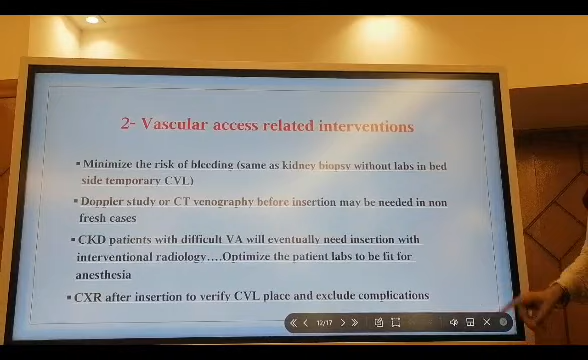 2- Vascular access related interventions
▪ Minimize the risk of bleeding (same as kidney biopsy without labs in bed
side temporary CVL)
▪ Doppler study or CT venography before insertion may be needed in non
fresh cases
▪ CKD patients with difficult VA will eventually need insertion with
interventional radiology….Optimize the patient labs to be fit for
anesthesia
▪ CXR after insertion to verify CVL place and exclude complications
12/17